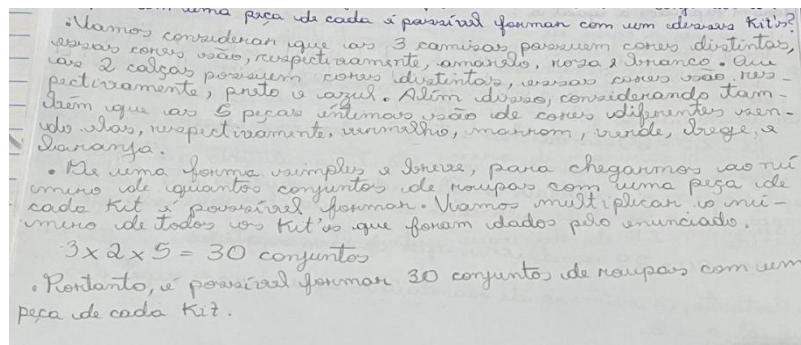 com uma peça de cada é possível formar com um desses Kit's?
• Vamos considerar que as 3 camisas possuem cores distintas,
essas cores são, respectivamente, amarelo, rosa e branco. Que
as 2 calças possuem cores distintas, essas cores são res-
pectivamente, preto e azul. Além disso, considerando tam-
bém que as 5 peças íntimas são de cores diferentes sen-
do elas, respectivamente, vermelho, marrom, verde, bege, e
laranja.
• De uma forma simples e breve, para chegarmos ao nú
mero de quantos conjuntos de roupas com uma peça de
cada Kit é possível formar. Vamos multiplicar o nú-
mero de todos os Kit's que foram dados pelo enunciado.
3 x 2 x 5 = 30 conjuntos
• Portanto, é possível formar 30 conjuntos de roupas com um
peça de cada Kit.